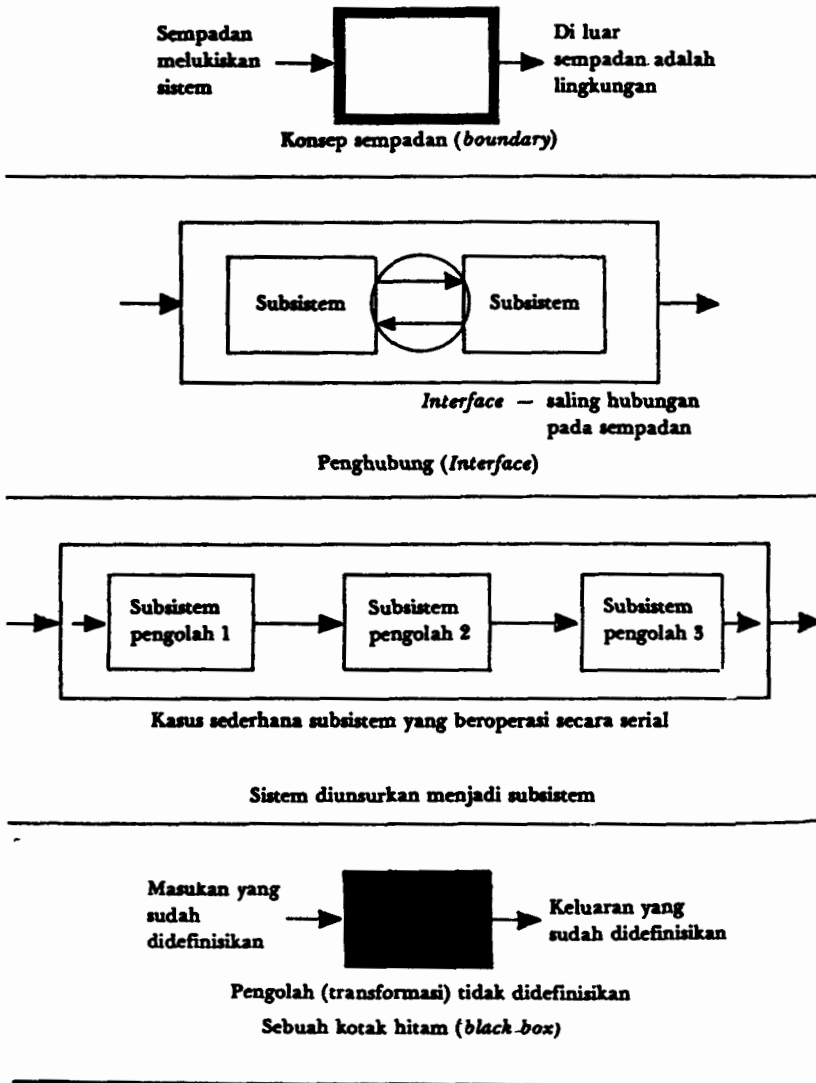 Sempadan
melukiskan
sistem
Di luar
sempadan adalah
lingkungan
Konsep sempadan (boundary)
Subsistem
Subsistem
Interface — saling hubungan
pada sempadan
Penghubung (Interface)
Subsistem
pengolah 1
Subsistem
pengolah 2
Subsistem
pengolah 3
Kasus sederhana subsistem yang beroperasi secara serial
Sistem diunsurkan menjadi subsistem
Masukan yang
sudah
didefinisikan
Keluaran yang
sudah didefinisikan
Pengolah (transformasi) tidak didefinisikan
Sebuah kotak hitam (black-box)